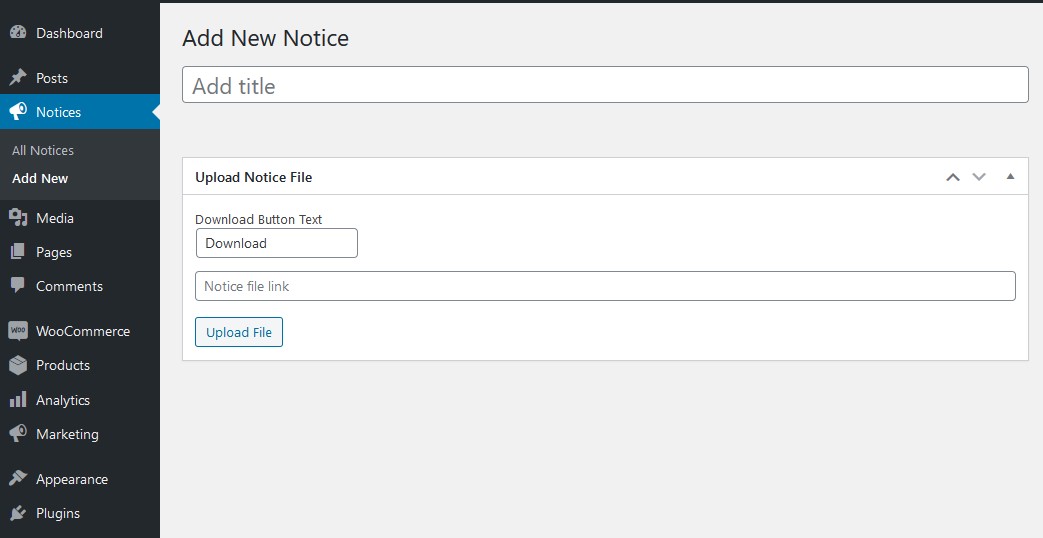 Dashboard
Posts
Notices
All Notices
Add New
Media
Pages
Comments
WOO WooCommerce
Products
Analytics
Marketing
Appearance
Plugins
Add New Notice
Add title
Upload Notice File
Download Button Text
Download
Notice file link
Upload File